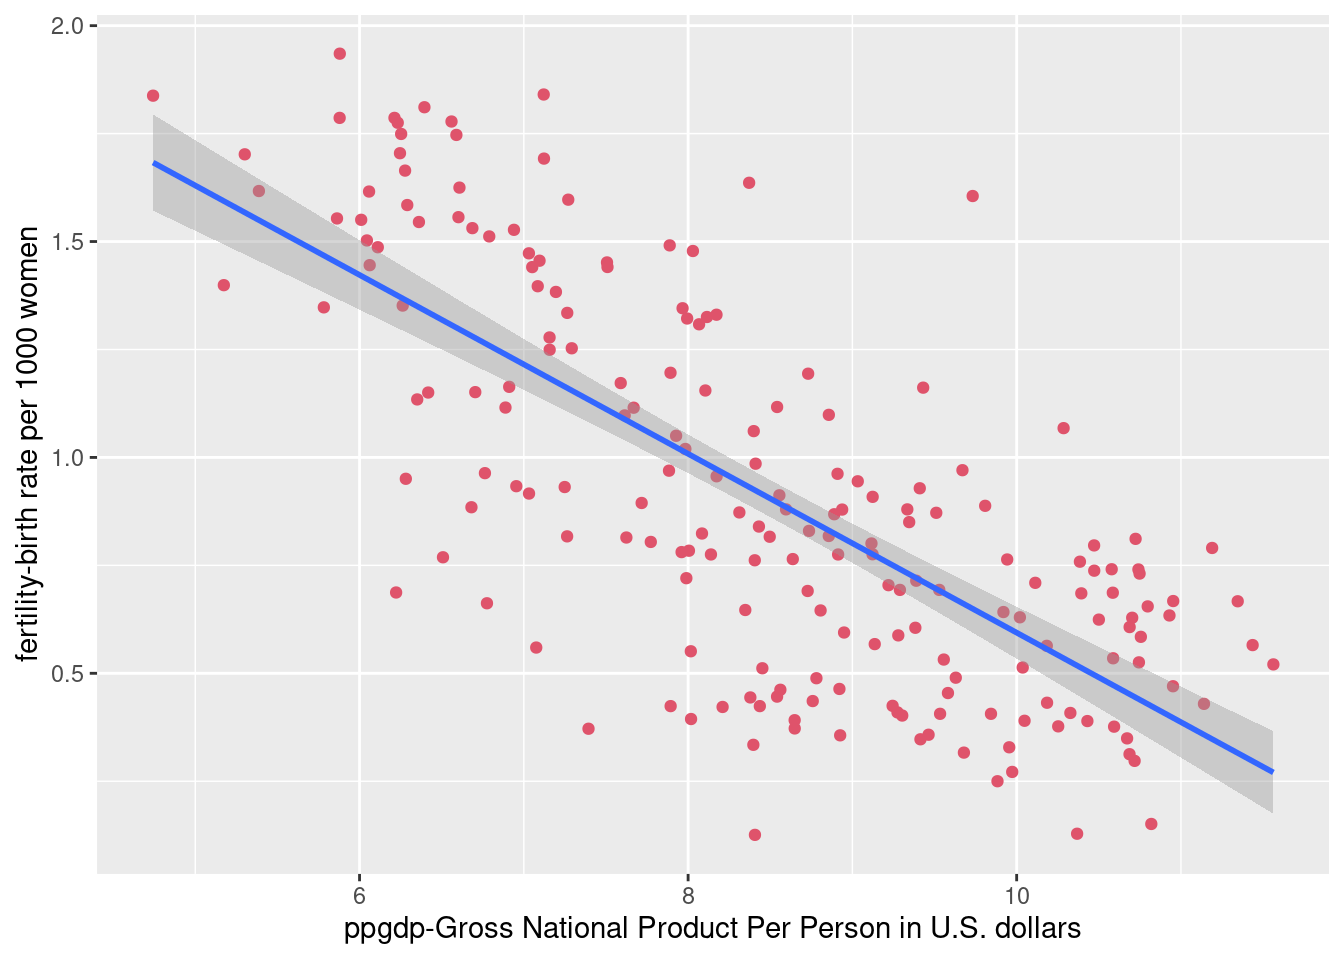 fertility-birth rate per 1000 women
2.0
1.5
1.0
0.5
6 8 10
ppgdp-Gross National Product Per Person in U.S. dollars